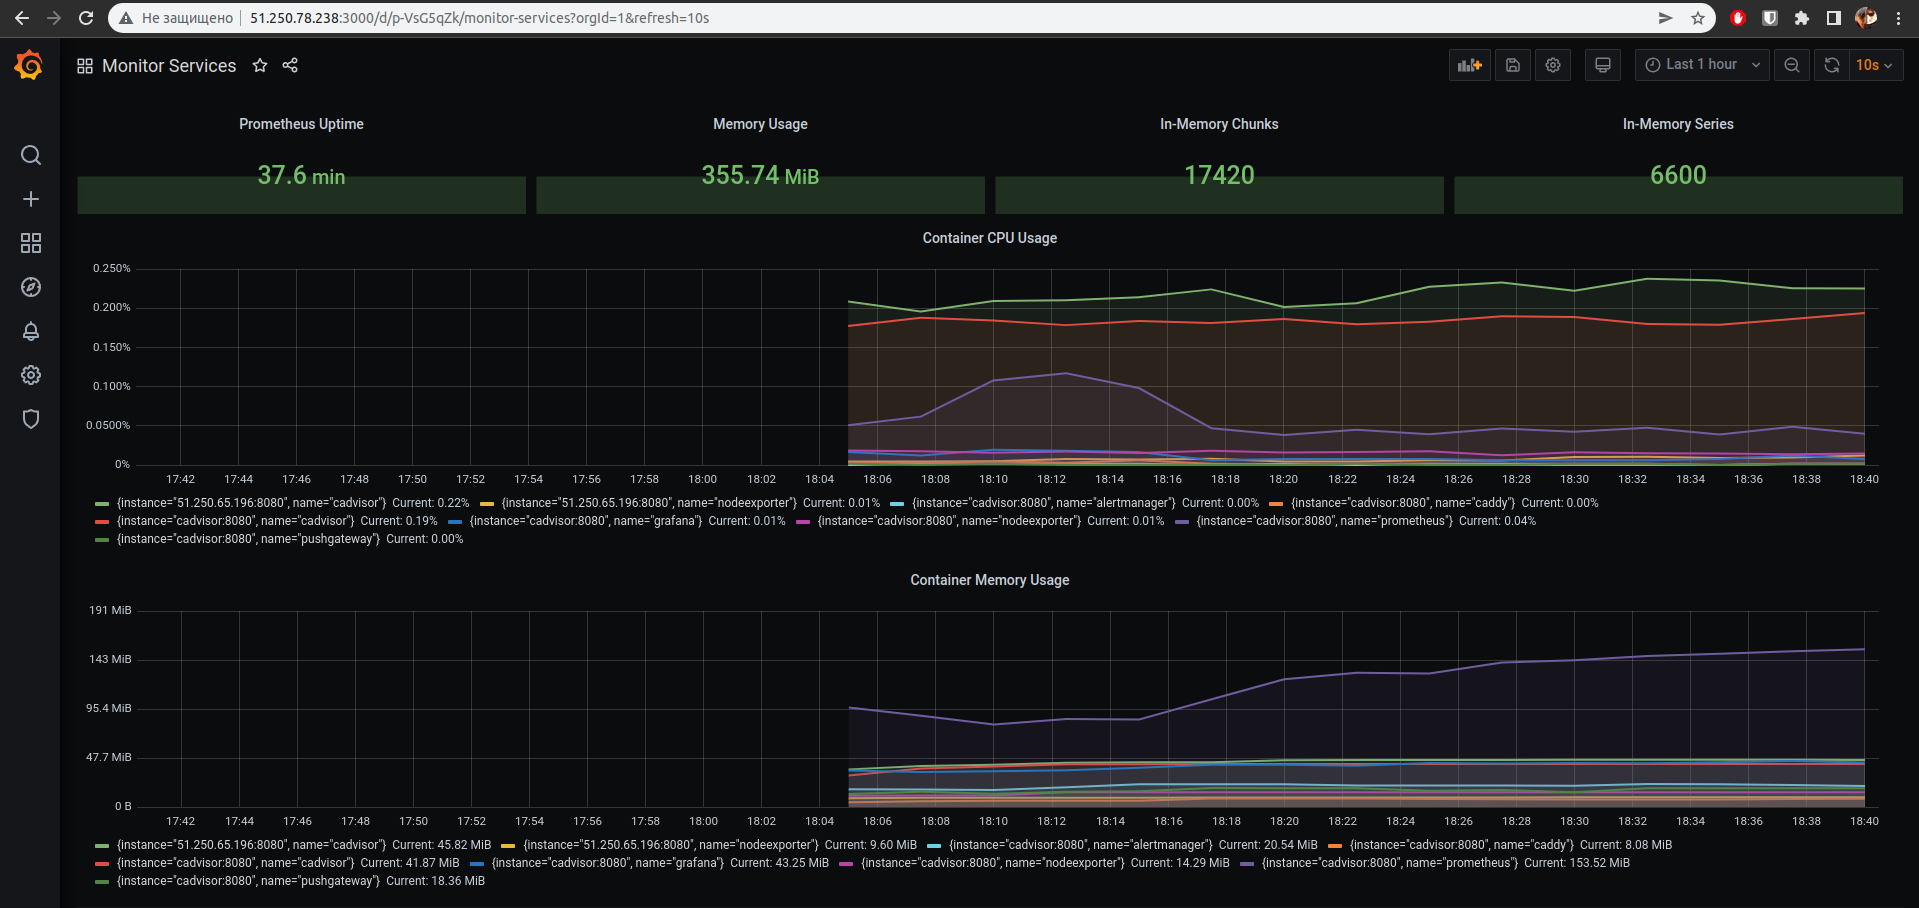 Не защищено 51.250.78.238:3000/d/p-VsG5qZk/monitor-services?orgId=1&refresh=10s
Monitor Services Last 1 hour 10s
Prometheus Uptime Memory Usage In-Memory Chunks In-Memory Series
37.6 min 355.74 MiB 17420 6600
Container CPU Usage
0.250%
0.200%
0.150%
0.100%
0.0500%
0%
17:42 17:44 17:46 17:48 17:50 17:52 17:54 17:56 17:58 18:00 18:02 18:04 18:06 18:08 18:10 18:12 18:14 18:16 18:18 18:20 18:22 18:24 18:26 18:28 18:30 18:32 18:34 18:36 18:38 18:40
{instance="51.250.65.196:8080", name="cadvisor"} Current: 0.22% {instance="51.250.65.196:8080", name="nodeexporter"} Current: 0.01% {instance="cadvisor:8080", name="alertmanager"} Current: 0.00% {instance="cadvisor:8080", name="caddy"} Current: 0.00%
{instance="cadvisor:8080", name="cadvisor"} Current: 0.19% {instance="cadvisor:8080", name="grafana"} Current: 0.01% {instance="cadvisor:8080", name="nodeexporter"} Current: 0.01% {instance="cadvisor:8080", name="prometheus"} Current: 0.04%
{instance="cadvisor:8080", name="pushgateway"} Current: 0.00%
Container Memory Usage
191 MiB
143 MiB
95.4 MiB
47.7 MiB
0 B
17:42 17:44 17:46 17:48 17:50 17:52 17:54 17:56 17:58 18:00 18:02 18:04 18:06 18:08 18:10 18:12 18:14 18:16 18:18 18:20 18:22 18:24 18:26 18:28 18:30 18:32 18:34 18:36 18:38 18:40
{instance="51.250.65.196:8080", name="cadvisor"} Current: 45.82 MiB {instance="51.250.65.196:8080", name="nodeexporter"} Current: 9.60 MiB {instance="cadvisor:8080", name="alertmanager"} Current: 20.54 MiB {instance="cadvisor:8080", name="caddy"} Current: 8.08 MiB
{instance="cadvisor:8080", name="cadvisor"} Current: 41.87 MiB {instance="cadvisor:8080", name="grafana"} Current: 43.25 MiB {instance="cadvisor:8080", name="nodeexporter"} Current: 14.29 MiB {instance="cadvisor:8080", name="prometheus"} Current: 153.52 MiB
{instance="cadvisor:8080", name="pushgateway"} Current: 18.36 MiB